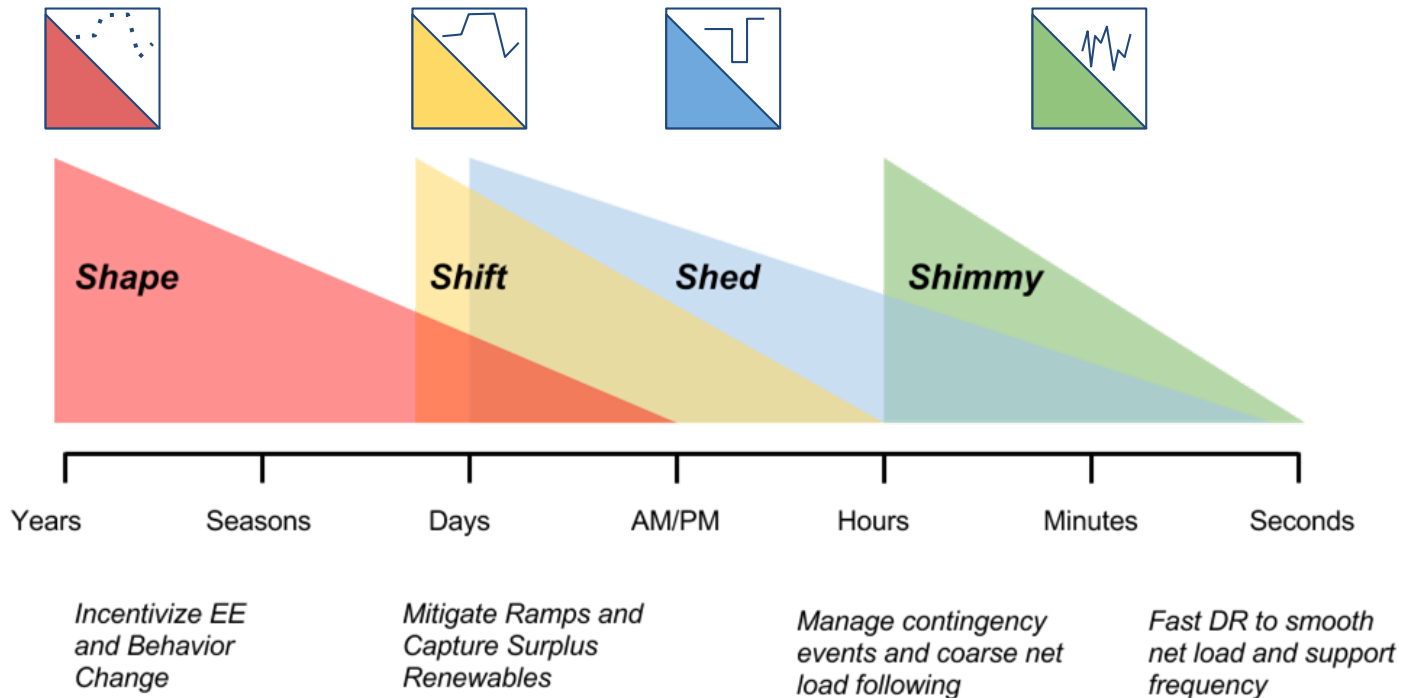 Shape
Shift
Shed
Shimmy
Years
Seasons
Days
AM/PM
Hours
Minutes
Seconds
Incentivize EE
and Behavior
Change
Mitigate Ramps and
Capture Surplus
Renewables
Manage contingency
events and coarse net
load following
Fast DR to smooth
net load and support
frequency